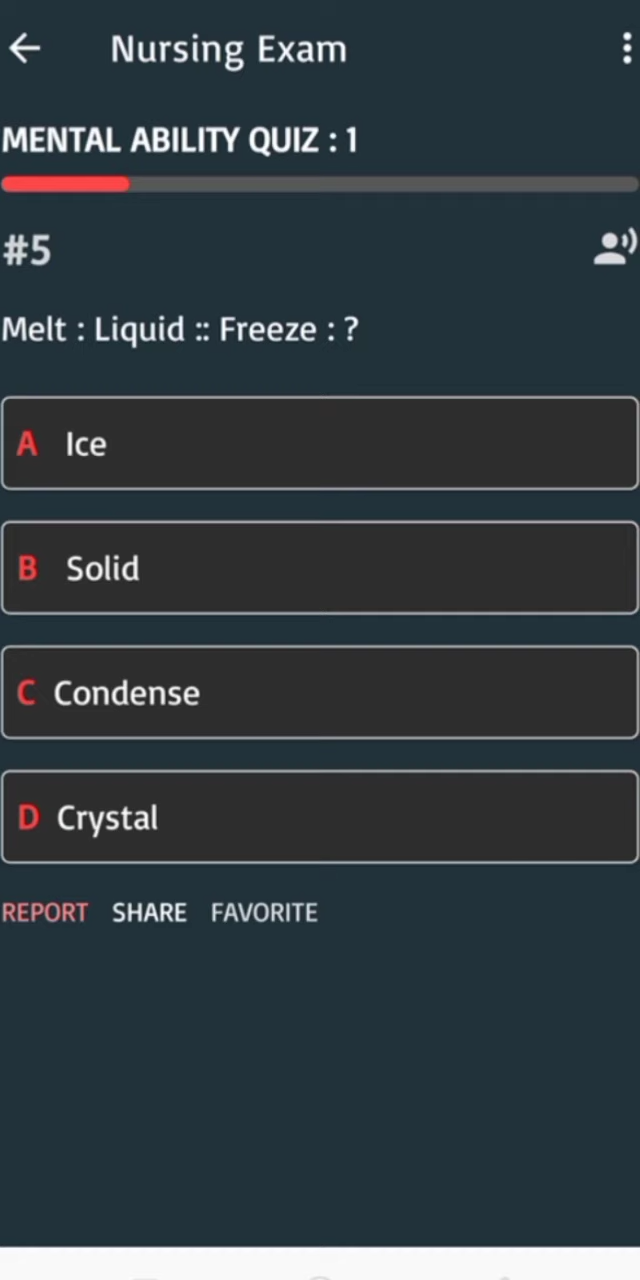 Nursing Exam
MENTAL ABILITY QUIZ : 1
#5
Melt : Liquid :: Freeze : ?
A Ice
B Solid
C Condense
D Crystal
REPORT SHARE FAVORITE